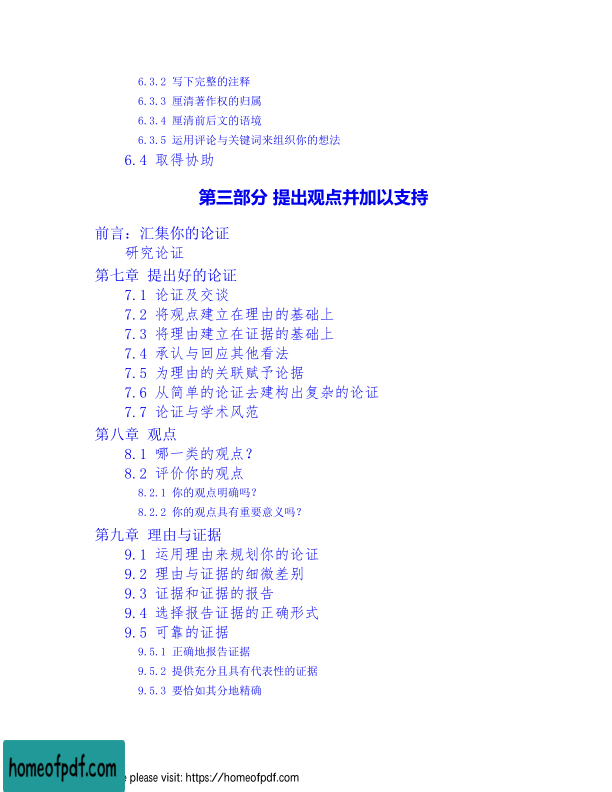 6.3.2 写下完整的注释
6.3.3 厘清著作权的归属
6.3.4 厘清前后文的语境
6.3.5 运用评论与关键词来组织你的想法
6.4 取得协助
第三部分 提出观点并加以支持
前言：汇集你的论证
研究论证
第七章 提出好的论证
7.1 论证及交谈
7.2 将观点建立在理由的基础上
7.3 将理由建立在证据的基础上
7.4 承认与回应其他看法
7.5 为理由的关联赋予论据
7.6 从简单的论证去建构出复杂的论证
7.7 论证与学术风范
第八章 观点
8.1 哪一类的观点？
8.2 评价你的观点
8.2.1 你的观点明确吗？
8.2.2 你的观点具有重要意义吗？
第九章 理由与证据
9.1 运用理由来规划你的论证
9.2 理由与证据的细微差别
9.3 证据和证据的报告
9.4 选择报告证据的正确形式
9.5 可靠的证据
9.5.1 正确地报告证据
9.5.2 提供充分且具有代表性的证据
9.5.3 要恰如其分地精确
homeofpdf.com
e please visit: https://homeofpdf.com